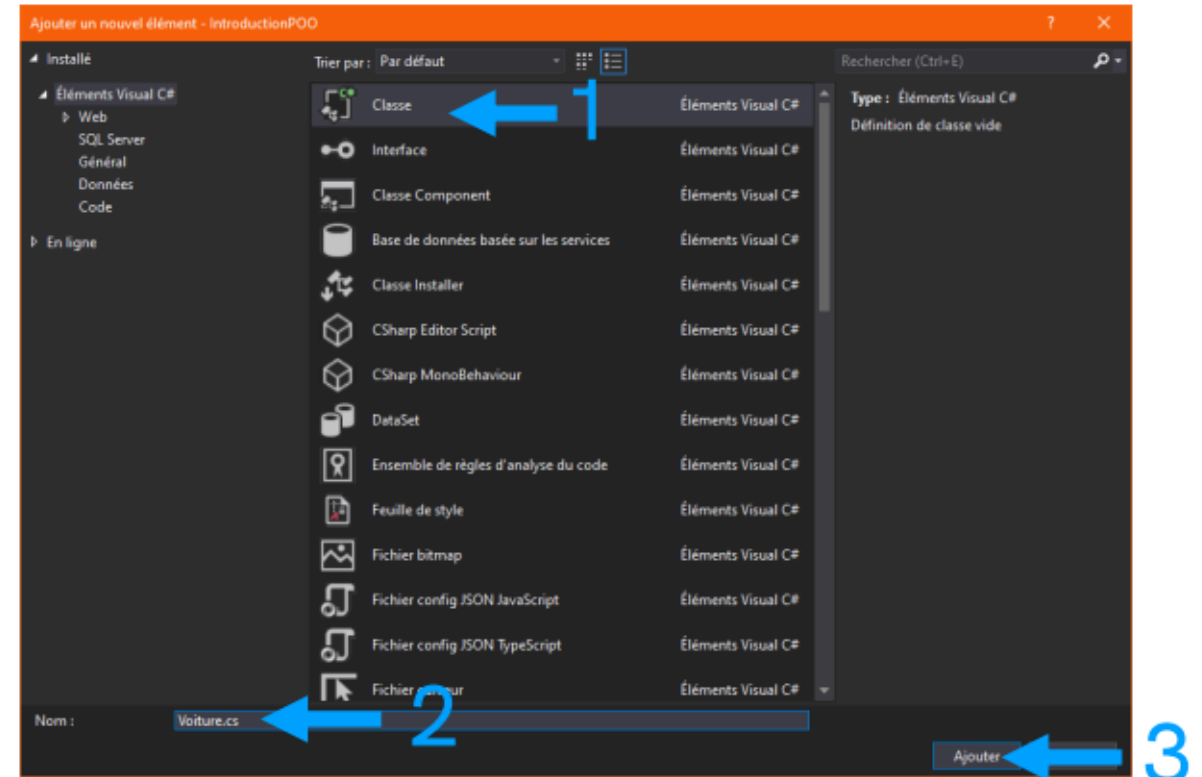 Ajouter un nouvel élément - IntroductionPOO ? ×
Installé
Éléments Visual C#
Web
SQL Server
Général
Données
Code
En ligne
Trier par : Par défaut
Rechercher (Ctrl+E)
Classe Éléments Visual C#
1
Interface Éléments Visual C#
Classe Component Éléments Visual C#
Base de données basée sur les services Éléments Visual C#
Classe Installer Éléments Visual C#
CSharp Editor Script Éléments Visual C#
CSharp MonoBehaviour Éléments Visual C#
DataSet Éléments Visual C#
Ensemble de règles d'analyse du code Éléments Visual C#
Feuille de style Éléments Visual C#
Fichier bitmap Éléments Visual C#
Fichier config JSON JavaScript Éléments Visual C#
Fichier config JSON TypeScript Éléments Visual C#
Fichier Éléments Visual C#
Type : Éléments Visual C#
Définition de classe vide
Nom : Voiture.cs
2
Ajouter
3